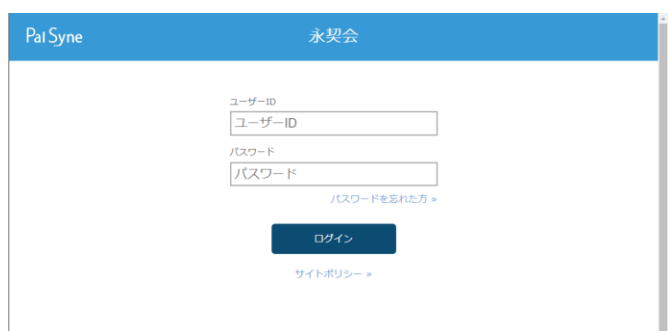 Pal Syne
永契会
ユーザーID
ユーザーID
パスワード
パスワード
パスワードを忘れた方 »
ログイン
サイトポリシー »